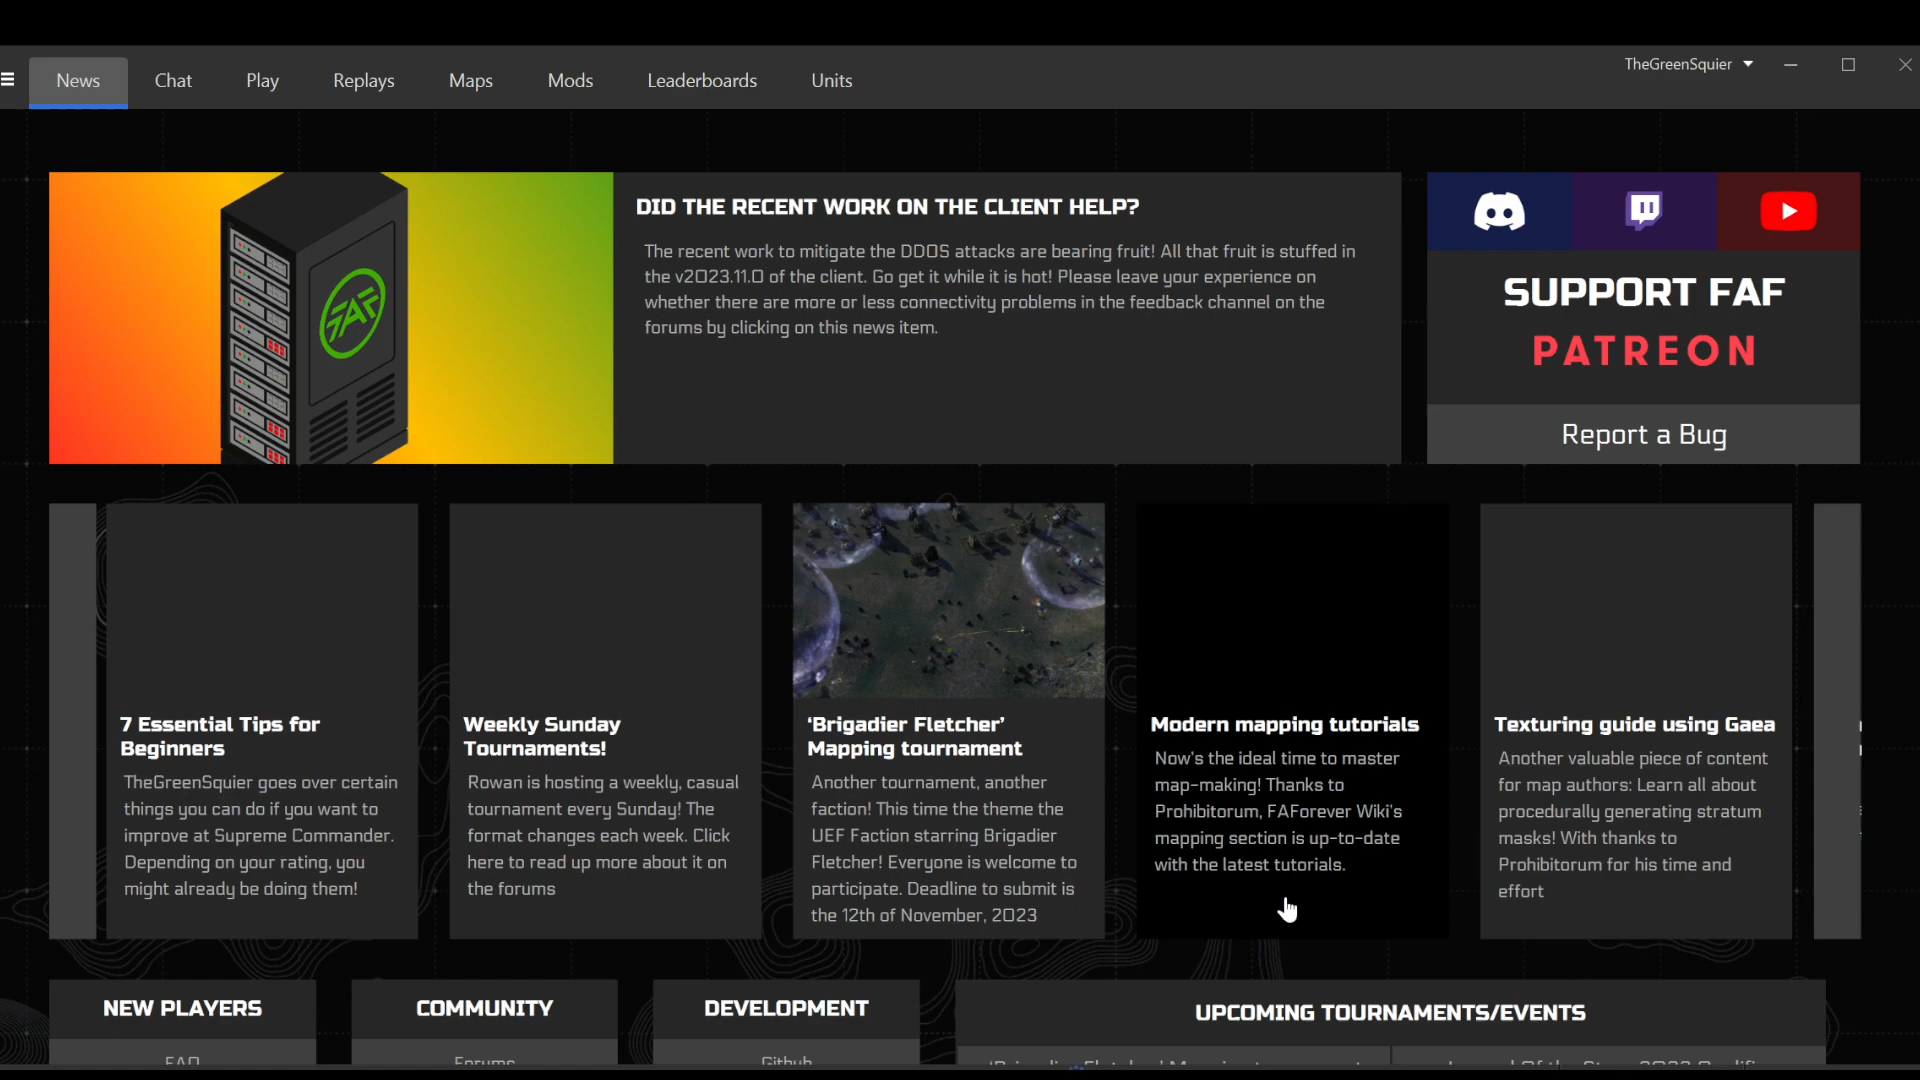 News
Chat
Play
Replays
Maps
Mods
Leaderboards
Units
TheGreenSquier
FAF
DID THE RECENT WORK ON THE CLIENT HELP?
The recent work to mitigate the DDOS attacks are bearing fruit! All that fruit is stuffed in
the v2023.11.0 of the client. Go get it while it is hot! Please leave your experience on
whether there are more or less connectivity problems in the feedback channel on the
forums by clicking on this news item.
SUPPORT FAF
PATREON
Report a Bug
7 Essential Tips for
Beginners
TheGreenSquier goes over certain
things you can do if you want to
improve at Supreme Commander.
Depending on your rating, you
might already be doing them!
Weekly Sunday
Tournaments!
Rowan is hosting a weekly, casual
tournament every Sunday! The
format changes each week. Click
here to read up more about it on
the forums
‘Brigadier Fletcher’
Mapping tournament
Another tournament, another
faction! This time the theme the
UEF Faction starring Brigadier
Fletcher! Everyone is welcome to
participate. Deadline to submit is
the 12th of November, 2023
Modern mapping tutorials
Now's the ideal time to master
map-making! Thanks to
Prohibitorum, FAForever Wiki's
mapping section is up-to-date
with the latest tutorials.
Texturing guide using Gaea
Another valuable piece of content
for map authors: Learn all about
procedurally generating stratum
masks! With thanks to
Prohibitorum for his time and
effort
NEW PLAYERS
FAQ
COMMUNITY
Forums
DEVELOPMENT
Github
UPCOMING TOURNAMENTS/EVENTS